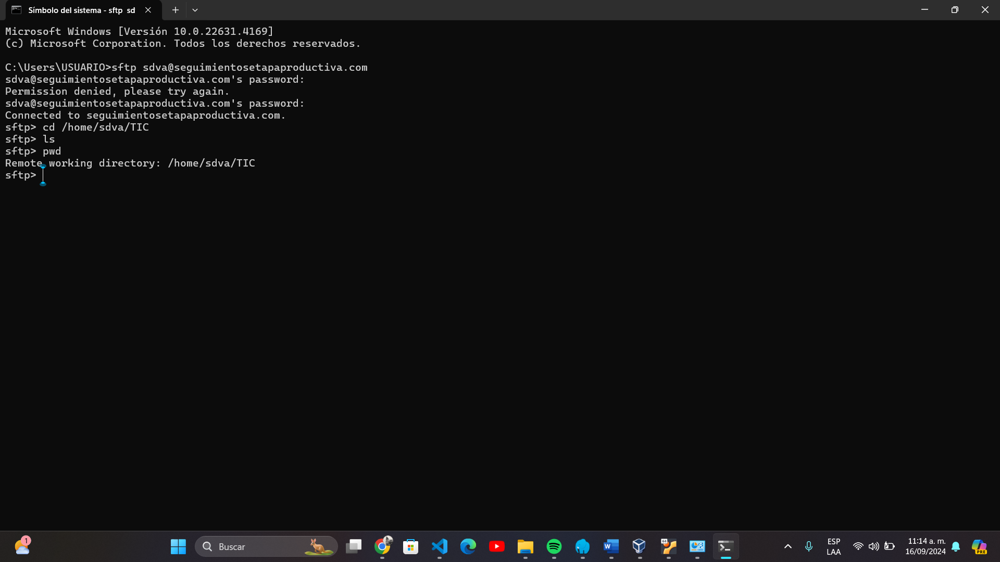 Símbolo del sistema - sftp sd
Microsoft Windows [Versión 10.0.22631.4169]
(c) Microsoft Corporation. Todos los derechos reservados.
C:\Users\USUARIO>sftp sdva@seguimientosetapaproductiva.com
sdva@seguimientosetapaproductiva.com's password:
Permission denied, please try again.
sdva@seguimientosetapaproductiva.com's password:
Connected to seguimientosetapaproductiva.com.
sftp> cd /home/sdva/TIC
sftp> ls
sftp> pwd
Remote working directory: /home/sdva/TIC
sftp>
1
Buscar
W
64
ESP
LAA
11:14 a. m.
16/09/2024
PRE